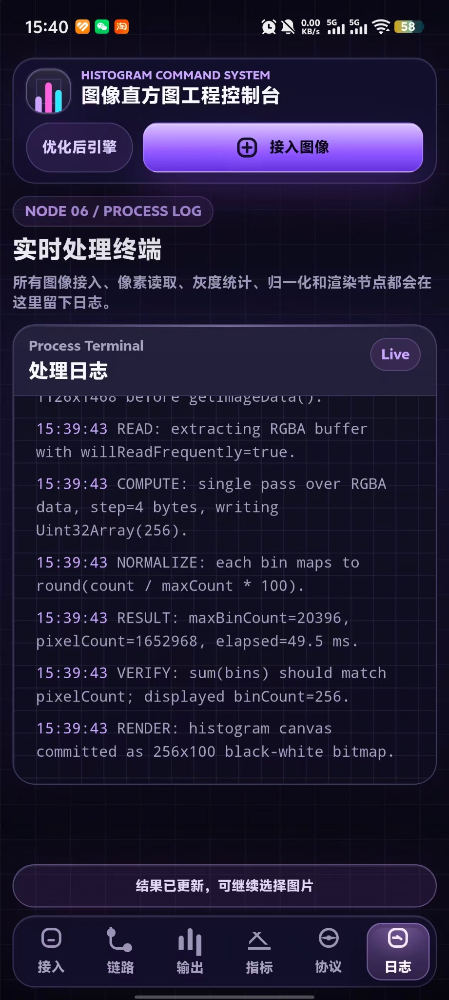 15:40
0.00
KB/s
5G
5G
58
HISTOGRAM COMMAND SYSTEM
图像直方图工程控制台
优化后引擎
接入图像
NODE 06 / PROCESS LOG
实时处理终端
所有图像接入、像素读取、灰度统计、归一化和渲染节点都会在
这里留下日志。
Process Terminal
处理日志
Live
1126x1468 before getImageData().
15:39:43 READ: extracting RGBA buffer
with willReadFrequently=true.
15:39:43 COMPUTE: single pass over RGBA
data, step=4 bytes, writing
Uint32Array(256).
15:39:43 NORMALIZE: each bin maps to
round(count / maxCount * 100).
15:39:43 RESULT: maxBinCount=20396,
pixelCount=1652968, elapsed=49.5 ms.
15:39:43 VERIFY: sum(bins) should match
pixelCount; displayed binCount=256.
15:39:43 RENDER: histogram canvas
committed as 256x100 black-white bitmap.
结果已更新，可继续选择图片
接入
链路
输出
指标
协议
日志